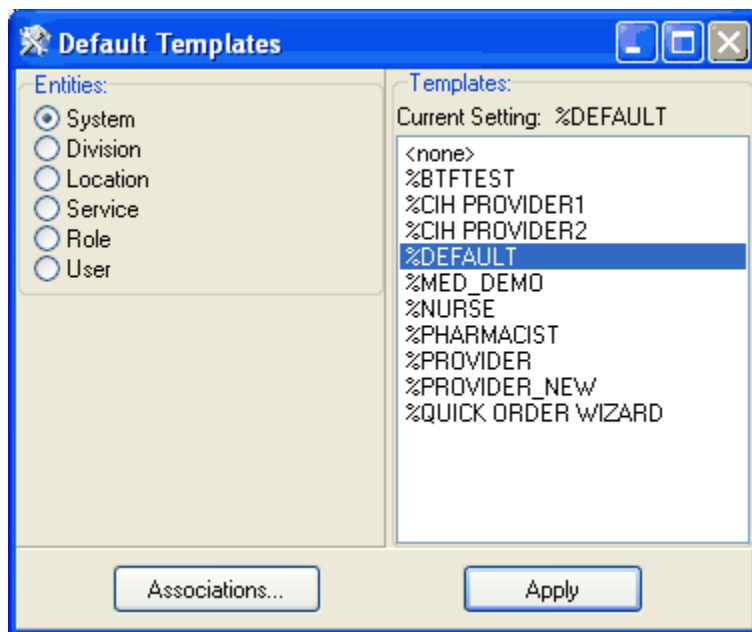 Default Templates
Entities:
System
Division
Location
Service
Role
User
Templates:
Current Setting: %DEFAULT
<none>
%BTFTEST
%CIH PROVIDER1
%CIH PROVIDER2
%DEFAULT
%MED_DEMO
%NURSE
%PHARMACIST
%PROVIDER
%PROVIDER_NEW
%QUICK ORDER WIZARD
Associations...
Apply